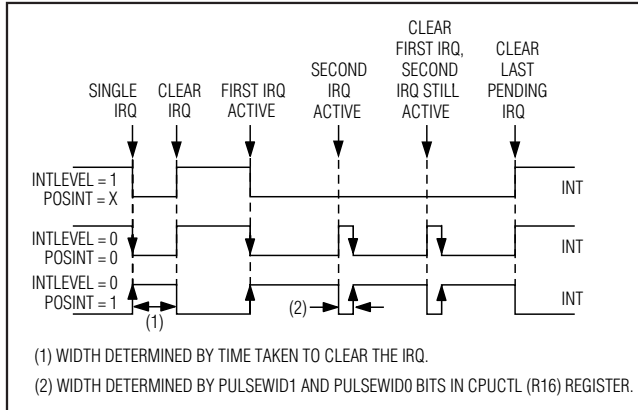 SINGLE
IRQ
CLEAR
IRQ
FIRST IRQ
ACTIVE
SECOND
IRQ
ACTIVE
CLEAR
FIRST IRQ,
SECOND
IRQ STILL
ACTIVE
CLEAR
LAST
PENDING
IRQ
INTLEVEL = 1
POSINT = X
INT
INTLEVEL = 0
POSINT = 0
INT
INTLEVEL = 0
POSINT = 1
(1)
(2)
INT
(1) WIDTH DETERMINED BY TIME TAKEN TO CLEAR THE IRQ.
(2) WIDTH DETERMINED BY PULSEWID1 AND PULSEWID0 BITS IN CPUCTL (R16) REGISTER.